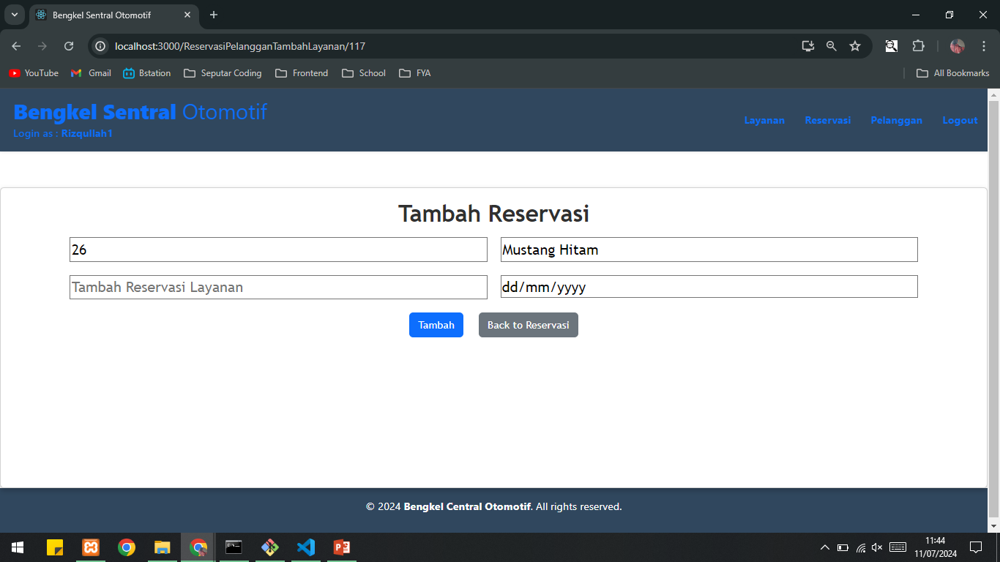 Bengkel Sentral Otomotif
localhost:3000/ReservasiPelangganTambahLayanan/117
YouTube Gmail Bstation Seputar Coding Frontend School FYA All Bookmarks
Bengkel Sentral Otomotif
Login as : Rizqullah1
Layanan Reservasi Pelanggan Logout
Tambah Reservasi
26 Mustang Hitam
Tambah Reservasi Layanan dd/mm/yyyy
Tambah Back to Reservasi
© 2024 Bengkel Central Otomotif. All rights reserved.
11:44
11/07/2024